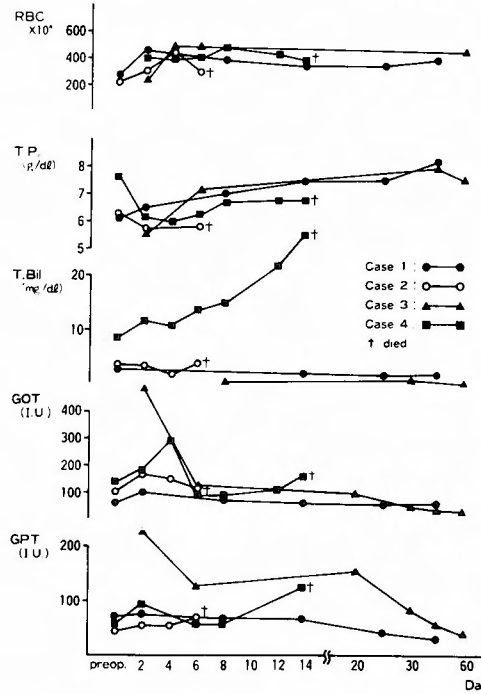 RBC
×10⁴
600
400
200
T P.
(g/dl)
8
7
6
5
T.Bil
(mg/dl)
20
10
Case 1 :
Case 2 :
Case 3 :
Case 4 :
† died
GOT
(I.U)
400
300
200
100
GPT
(I.U)
200
100
preop. 2 4 6 8 10 12 14 20 30 60
Da